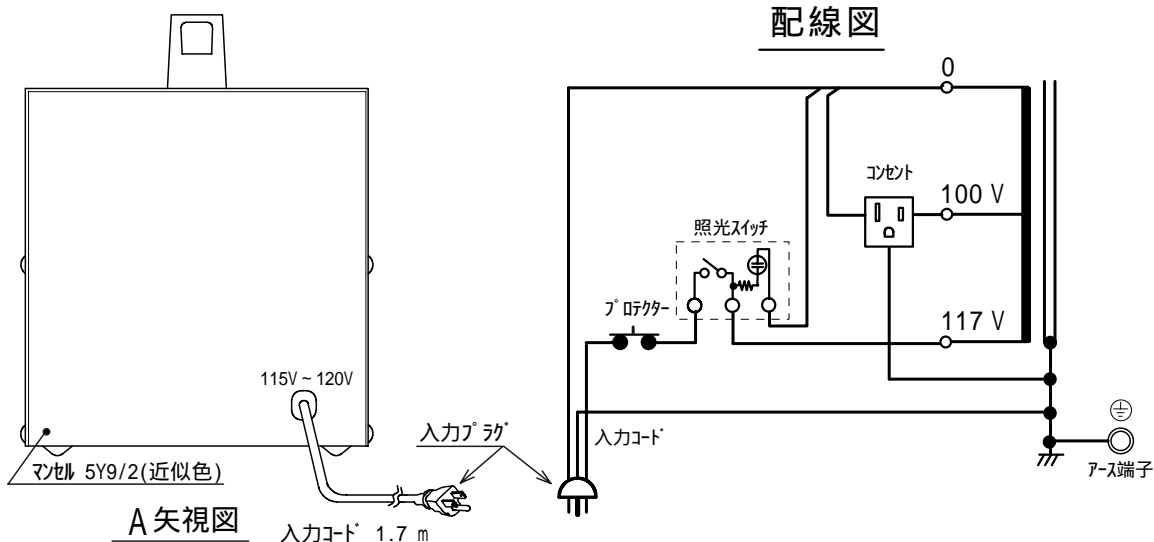 配線図
0
コンセント
100 V
照光スイッチ
プロテクター
117 V
115V ~ 120V
入力プラグ
入力コード
マンセル 5Y9/2(近似色)
アース端子
A矢視図
入力コード 1.7 m